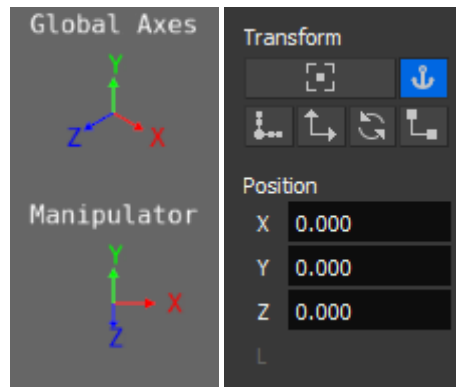 Global Axes
Y
Z
X
Manipulator
Y
X
Z
Transform
Position
X 0.000
Y 0.000
Z 0.000
L